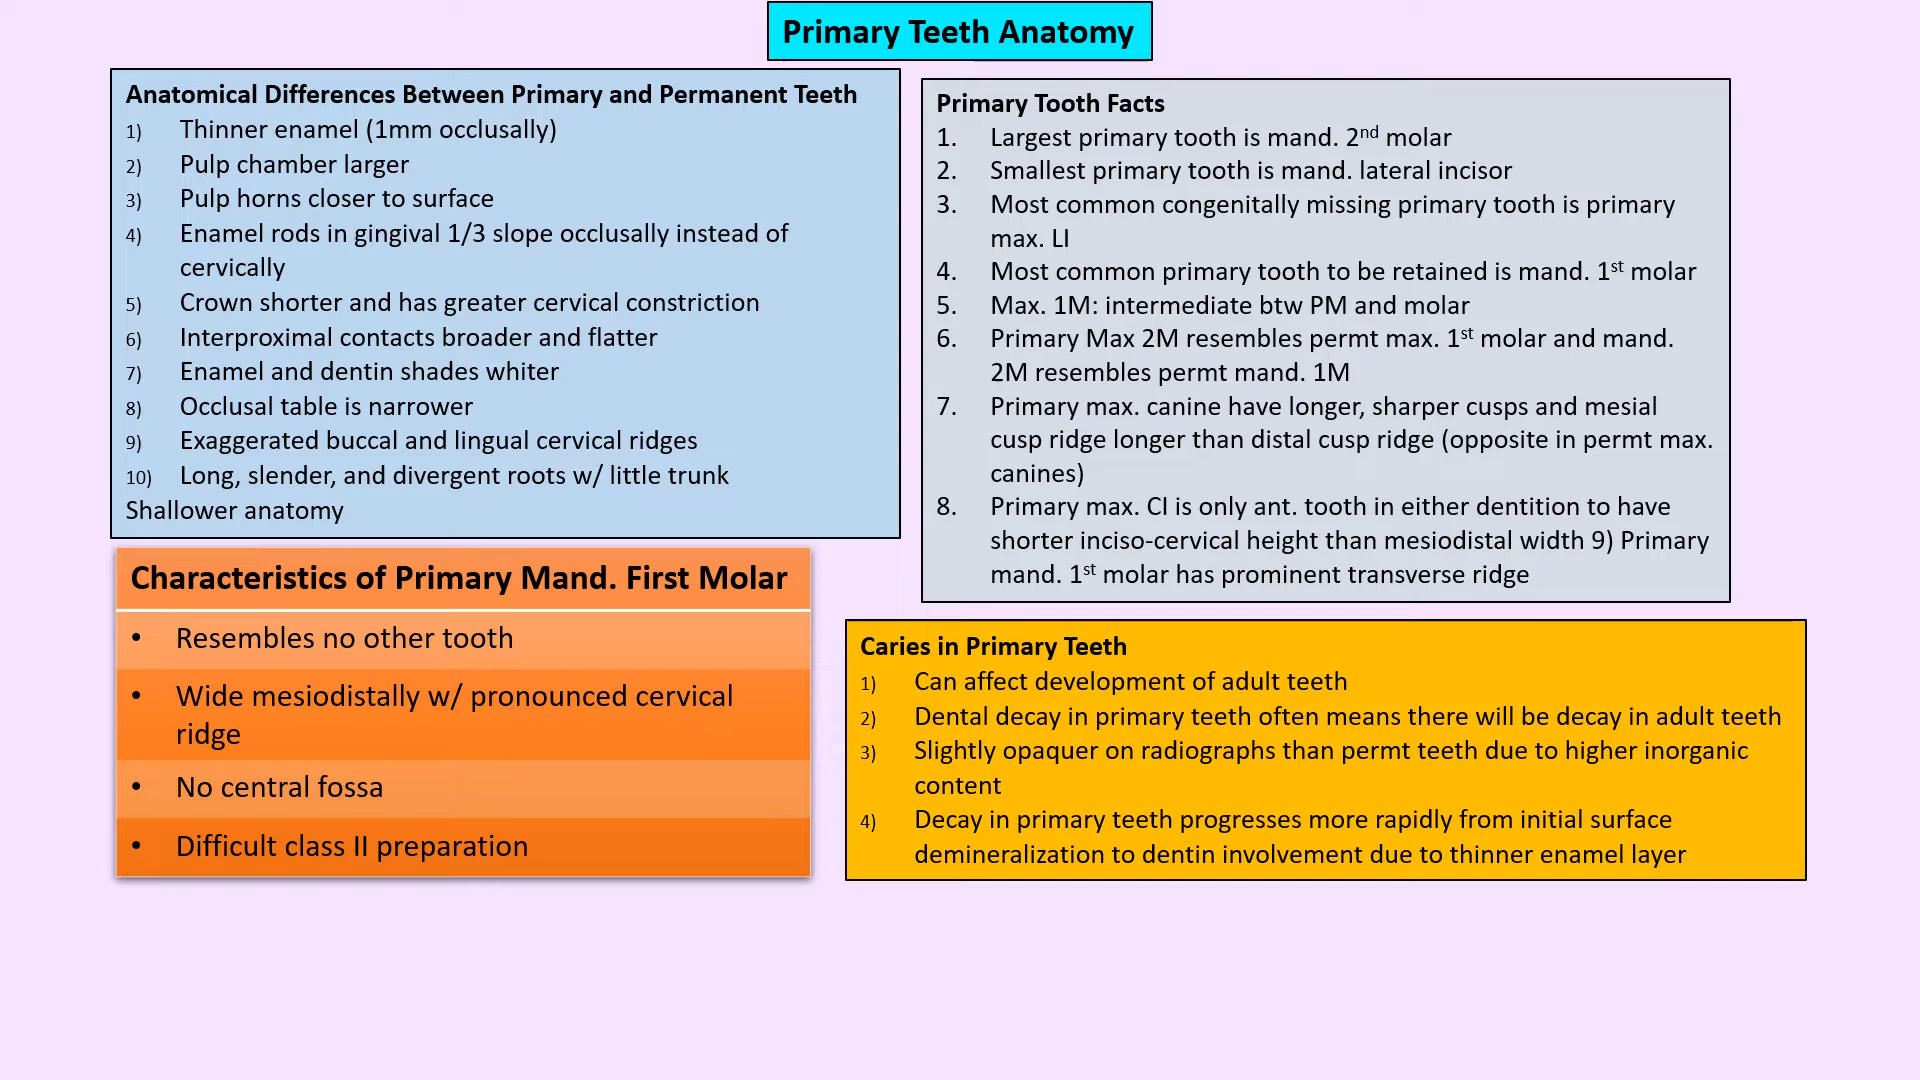 Primary Teeth Anatomy
Anatomical Differences Between Primary and Permanent Teeth
1) Thinner enamel (1mm occlusally)
2) Pulp chamber larger
3) Pulp horns closer to surface
4) Enamel rods in gingival 1/3 slope occlusally instead of
cervically
5) Crown shorter and has greater cervical constriction
6) Interproximal contacts broader and flatter
7) Enamel and dentin shades whiter
8) Occlusal table is narrower
9) Exaggerated buccal and lingual cervical ridges
10) Long, slender, and divergent roots w/ little trunk
Shallower anatomy
Primary Tooth Facts
1. Largest primary tooth is mand. 2nd molar
2. Smallest primary tooth is mand. lateral incisor
3. Most common congenitally missing primary tooth is primary
max. LI
4. Most common primary tooth to be retained is mand. 1st molar
5. Max. 1M: intermediate btw PM and molar
6. Primary Max 2M resembles permt max. 1st molar and mand.
2M resembles permt mand. 1M
7. Primary max. canine have longer, sharper cusps and mesial
cusp ridge longer than distal cusp ridge (opposite in permt max.
canines)
8. Primary max. CI is only ant. tooth in either dentition to have
shorter inciso-cervical height than mesiodistal width 9) Primary
mand. 1st molar has prominent transverse ridge
Characteristics of Primary Mand. First Molar
• Resembles no other tooth
• Wide mesiodistally w/ pronounced cervical
ridge
• No central fossa
• Difficult class II preparation
Caries in Primary Teeth
1) Can affect development of adult teeth
2) Dental decay in primary teeth often means there will be decay in adult teeth
3) Slightly opaquer on radiographs than permt teeth due to higher inorganic
content
4) Decay in primary teeth progresses more rapidly from initial surface
demineralization to dentin involvement due to thinner enamel layer